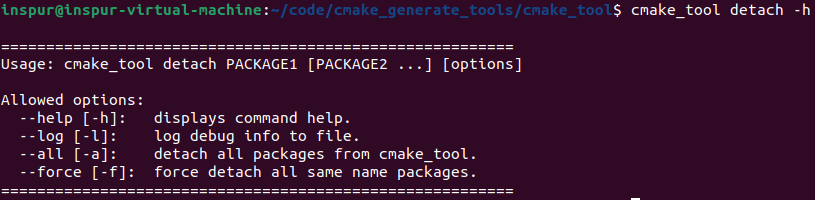 inspur@inspur-virtual-machine:~/code/cmake_generate_tools/cmake_tool$ cmake_tool detach -h
=========================================================
Usage: cmake_tool detach PACKAGE1 [PACKAGE2 ...] [options]
Allowed options:
--help [-h]: displays command help.
--log [-l]: log debug info to file.
--all [-a]: detach all packages from cmake_tool.
--force [-f]: force detach all same name packages.
=========================================================